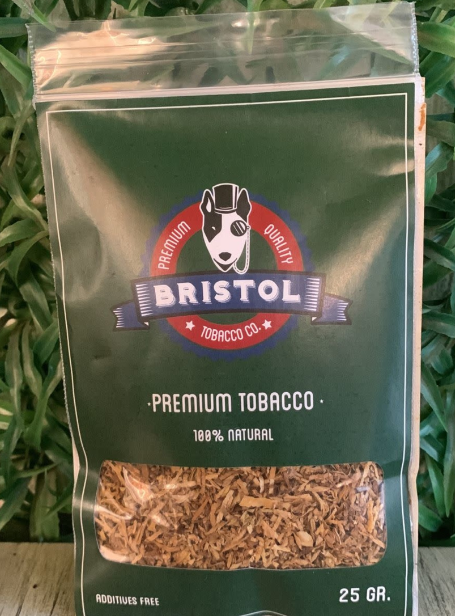 PREMIUM QUALITY
BRISTOL
★ TOBACCO CO. ★
·PREMIUM TOBACCO·
100% NATURAL
ADDITIVES FREE
25 GR.